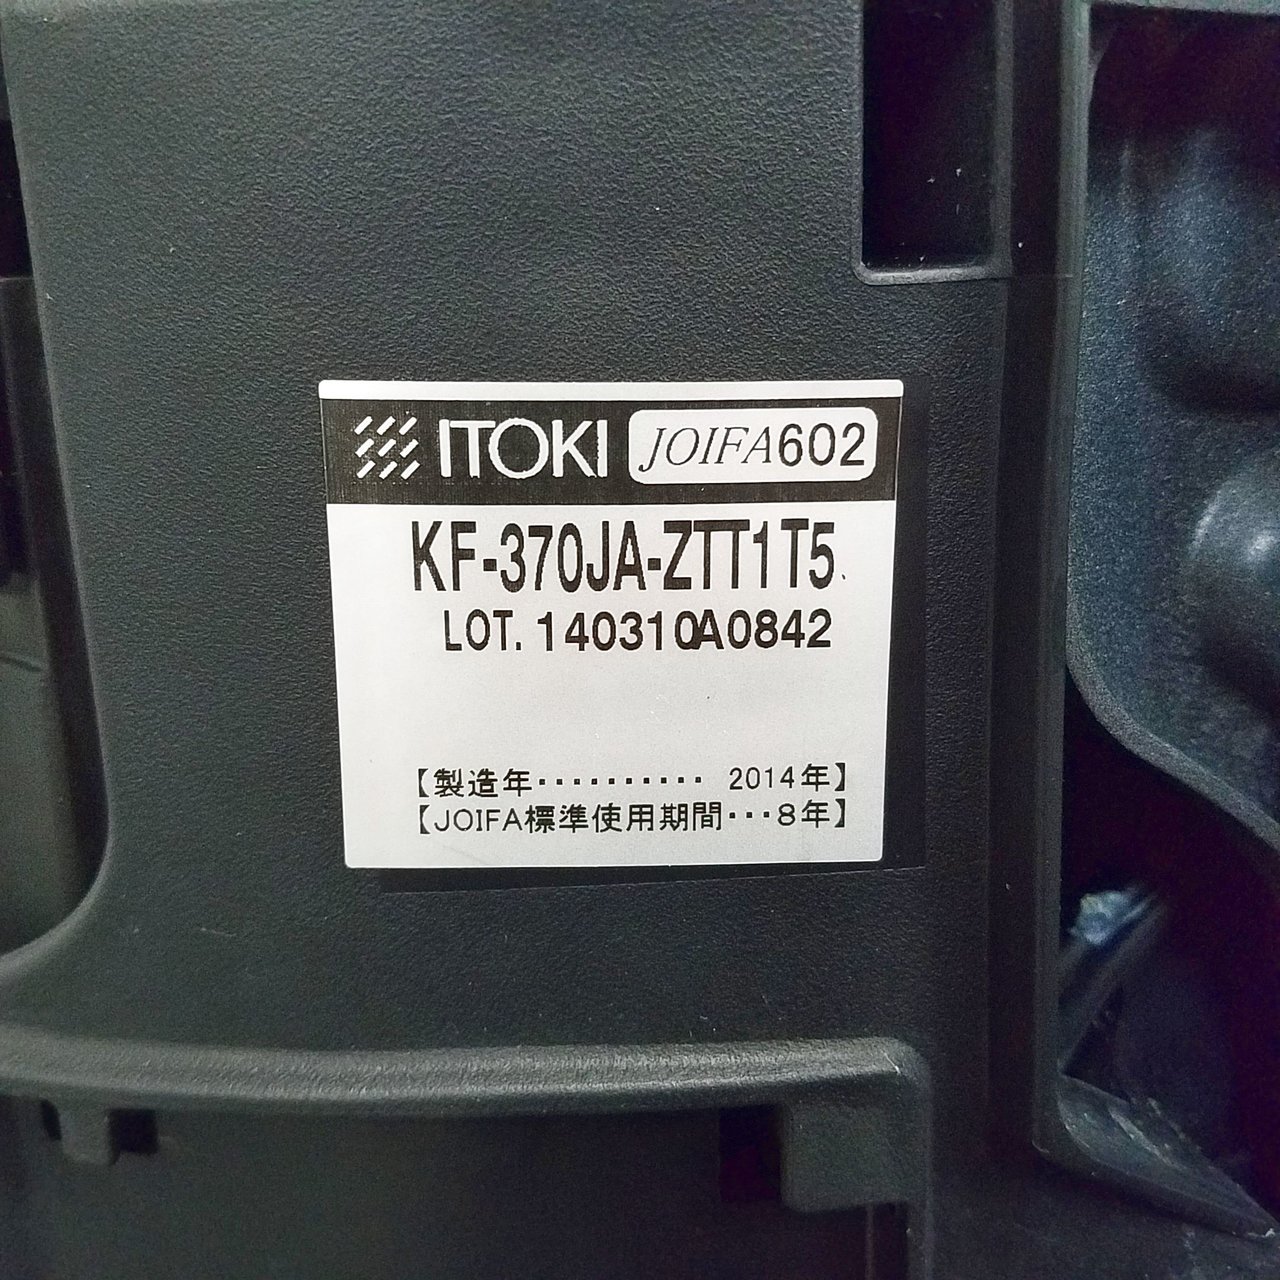 ITOKI JOIFA602
KF-370JA-ZTT1T5
LOT. 140310A0842
【製造年‥‥‥‥‥ 2014年】
【JOIFA標準使用期間…8年】